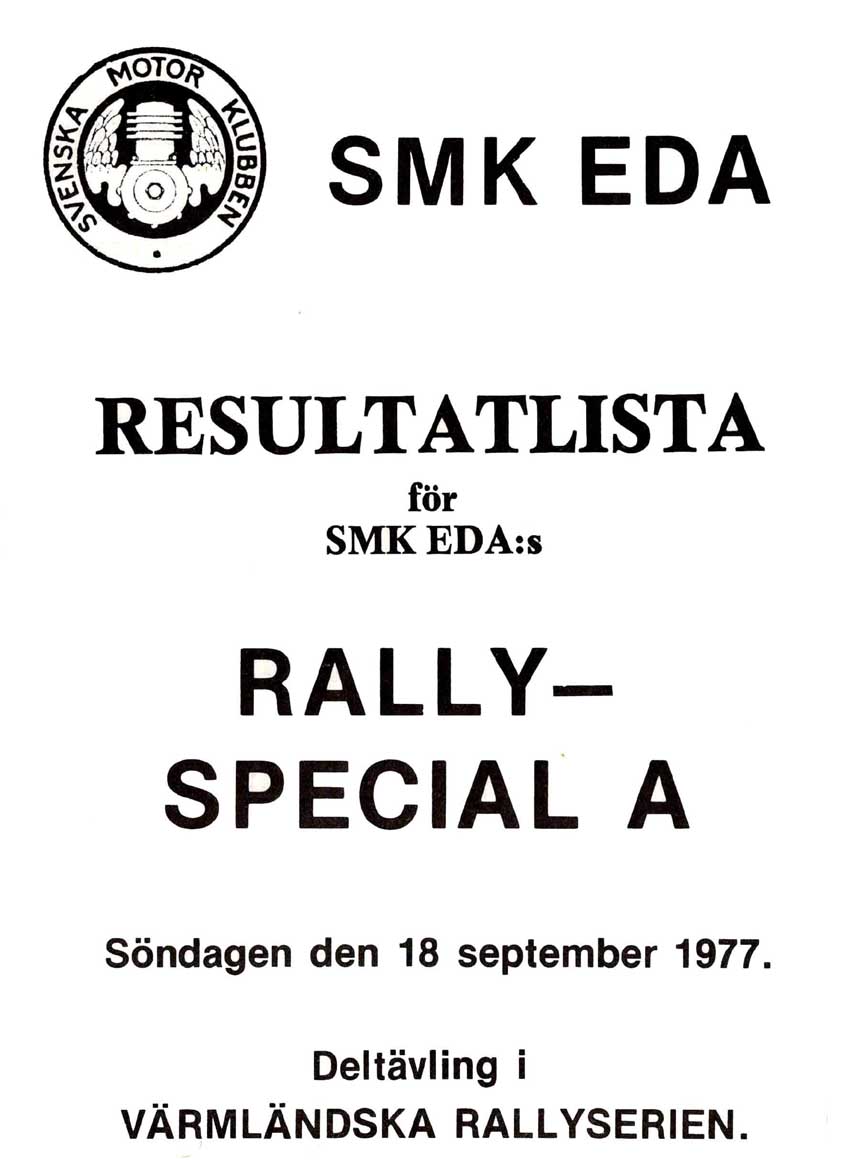 SVENSKA MOTOR KLUBBEN
SMK EDA
RESULTATLISTA
för
SMK EDA:s
RALLY–
SPECIAL A
Söndagen den 18 september 1977.
Deltävling i
VÄRMLÄNDSKA RALLYSERIEN.